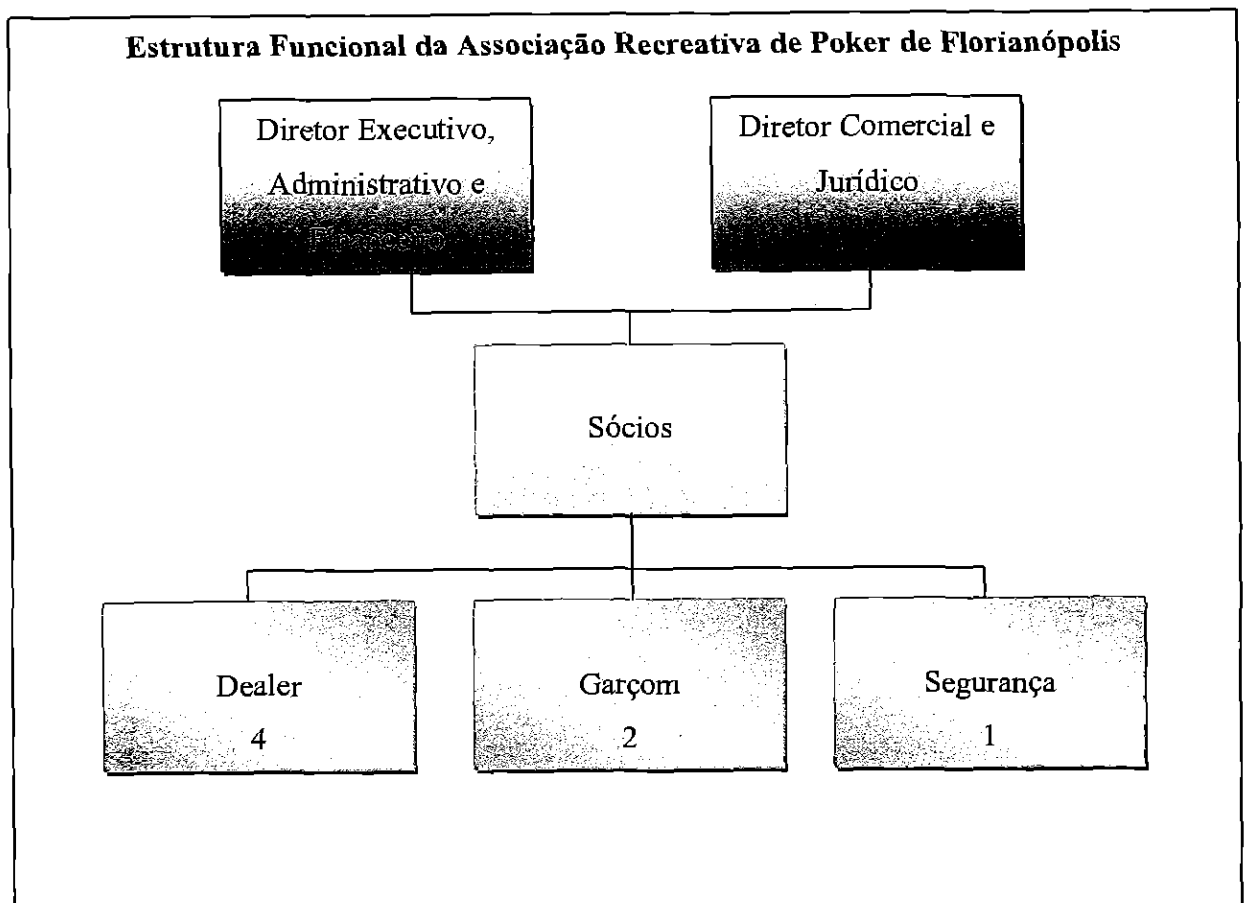 Estrutura Funcional da Associação Recreativa de Poker de Florianópolis
Diretor Executivo,
Administrativo e
Financeiro
Diretor Comercial e
Jurídico
Sócios
Dealer
4
Garçom
2
Segurança
1